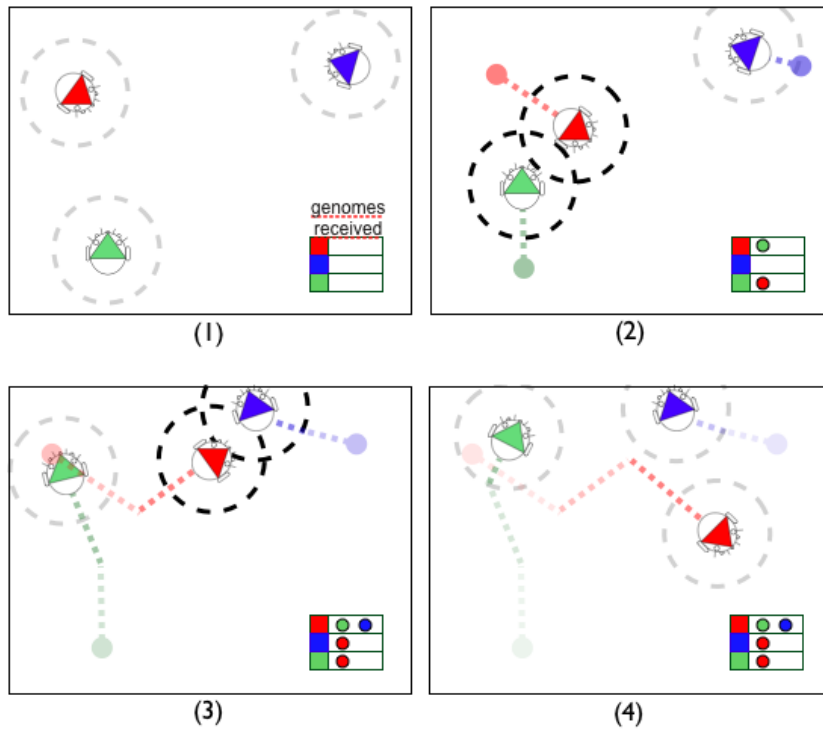 genomes
received
(1)
(2)
(3)
(4)